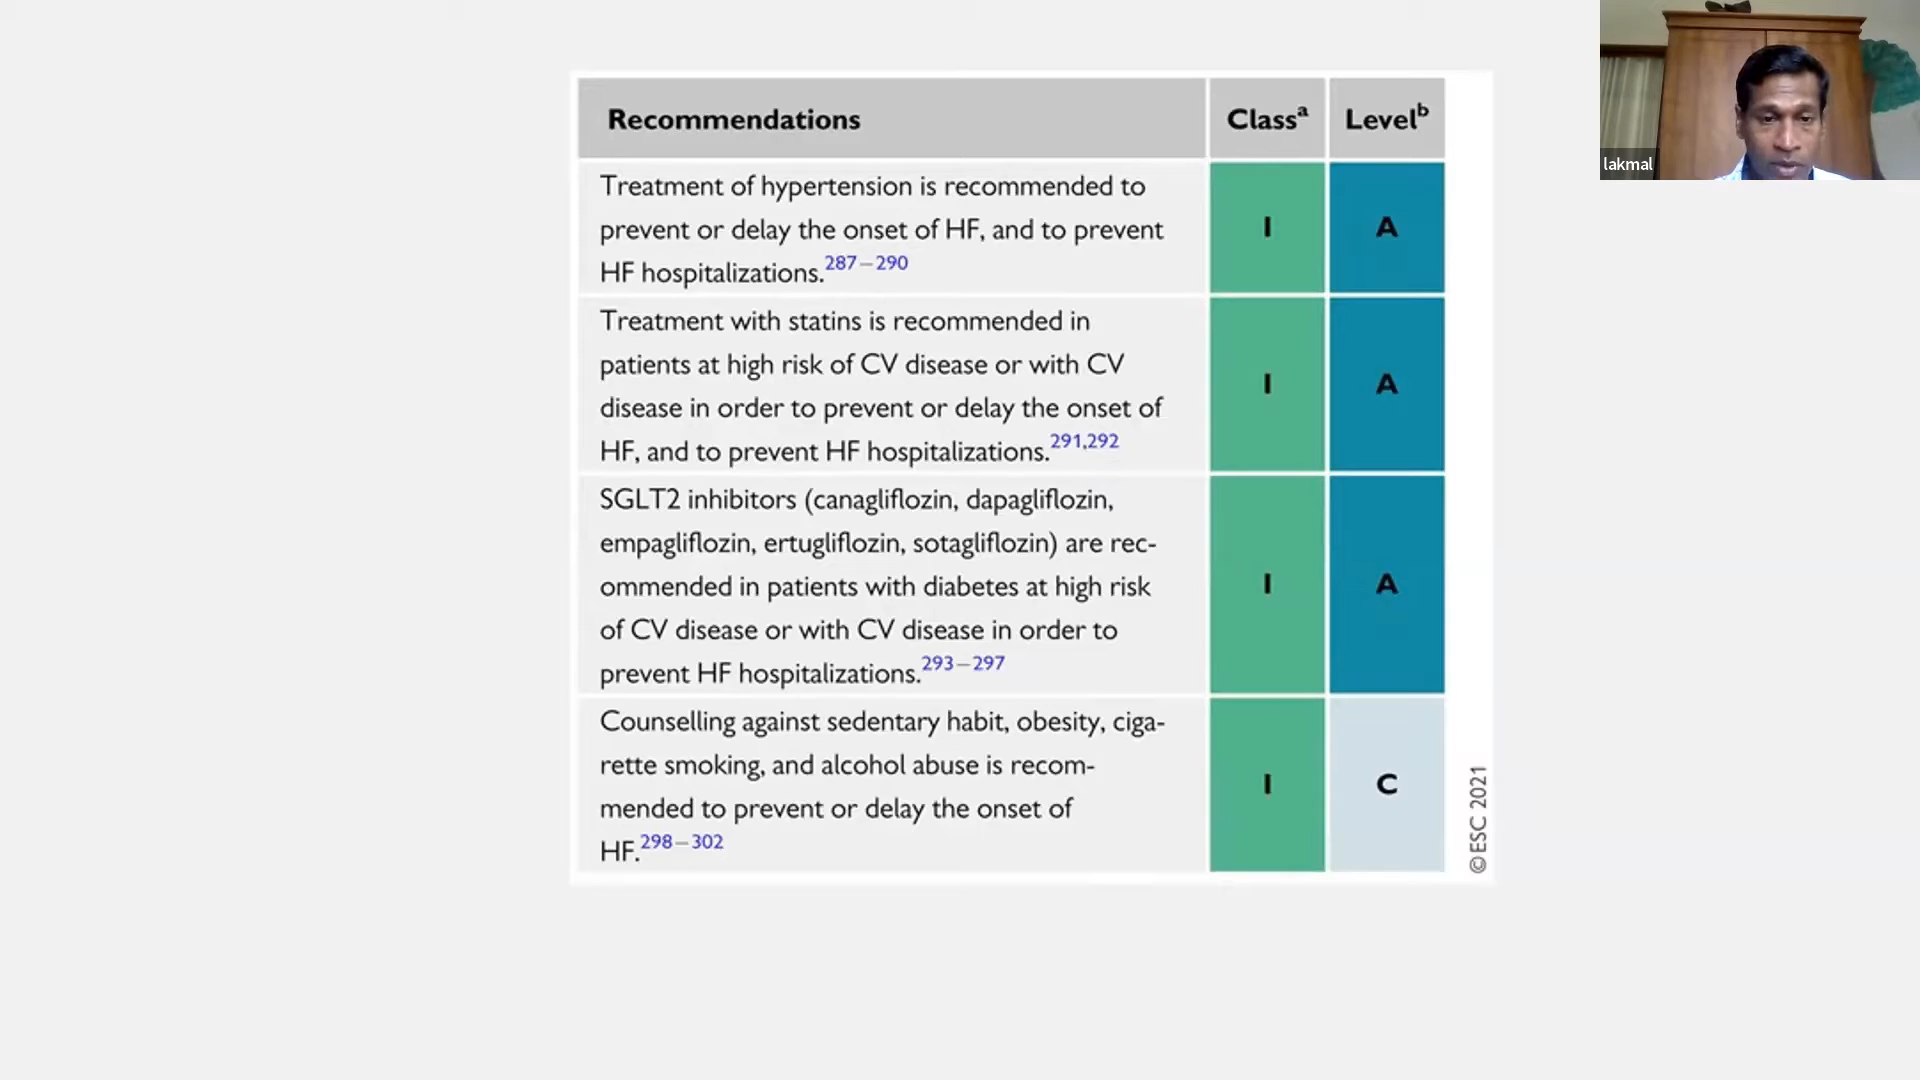 Recommendations Classᵃ Levelᵇ
Treatment of hypertension is recommended to
prevent or delay the onset of HF, and to prevent
HF hospitalizations.287–290
I A
Treatment with statins is recommended in
patients at high risk of CV disease or with CV
disease in order to prevent or delay the onset of
HF, and to prevent HF hospitalizations.291,292
I A
SGLT2 inhibitors (canagliflozin, dapagliflozin,
empagliflozin, ertugliflozin, sotagliflozin) are rec-
ommended in patients with diabetes at high risk
of CV disease or with CV disease in order to
prevent HF hospitalizations.293–297
I A
Counselling against sedentary habit, obesity, ciga-
rette smoking, and alcohol abuse is recom-
mended to prevent or delay the onset of
HF.298–302
I C
©ESC 2021
lakmal